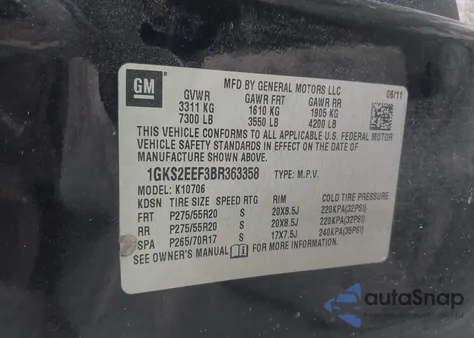 GM
MFD BY GENERAL MOTORS LLC
06/11
GVWR GAWR FRT GAWR RR
3311 KG 1610 KG 1905 KG
7300 LB 3550 LB 4200 LB
THIS VEHICLE CONFORMS TO ALL APPLICABLE U.S. FEDERAL MOTOR
VEHICLE SAFETY STANDARDS IN EFFECT ON THE DATE OF
MANUFACTURE SHOWN ABOVE.
1GKS2EEF3BR363358 TYPE: M.P.V.
MODEL: K10706
KDSN TIRE SIZE SPEED RTG RIM COLD TIRE PRESSURE
FRT P275/55R20 S 20X8.5J 220KPA(32PSI)
RR P275/55R20 S 20X8.5J 220KPA(32PSI)
SPA P265/70R17 S 17X7.5J 240KPA(35PSI)
SEE OWNER'S MANUAL FOR MORE INFORMATION.
autoSnap
www.autosnap.com